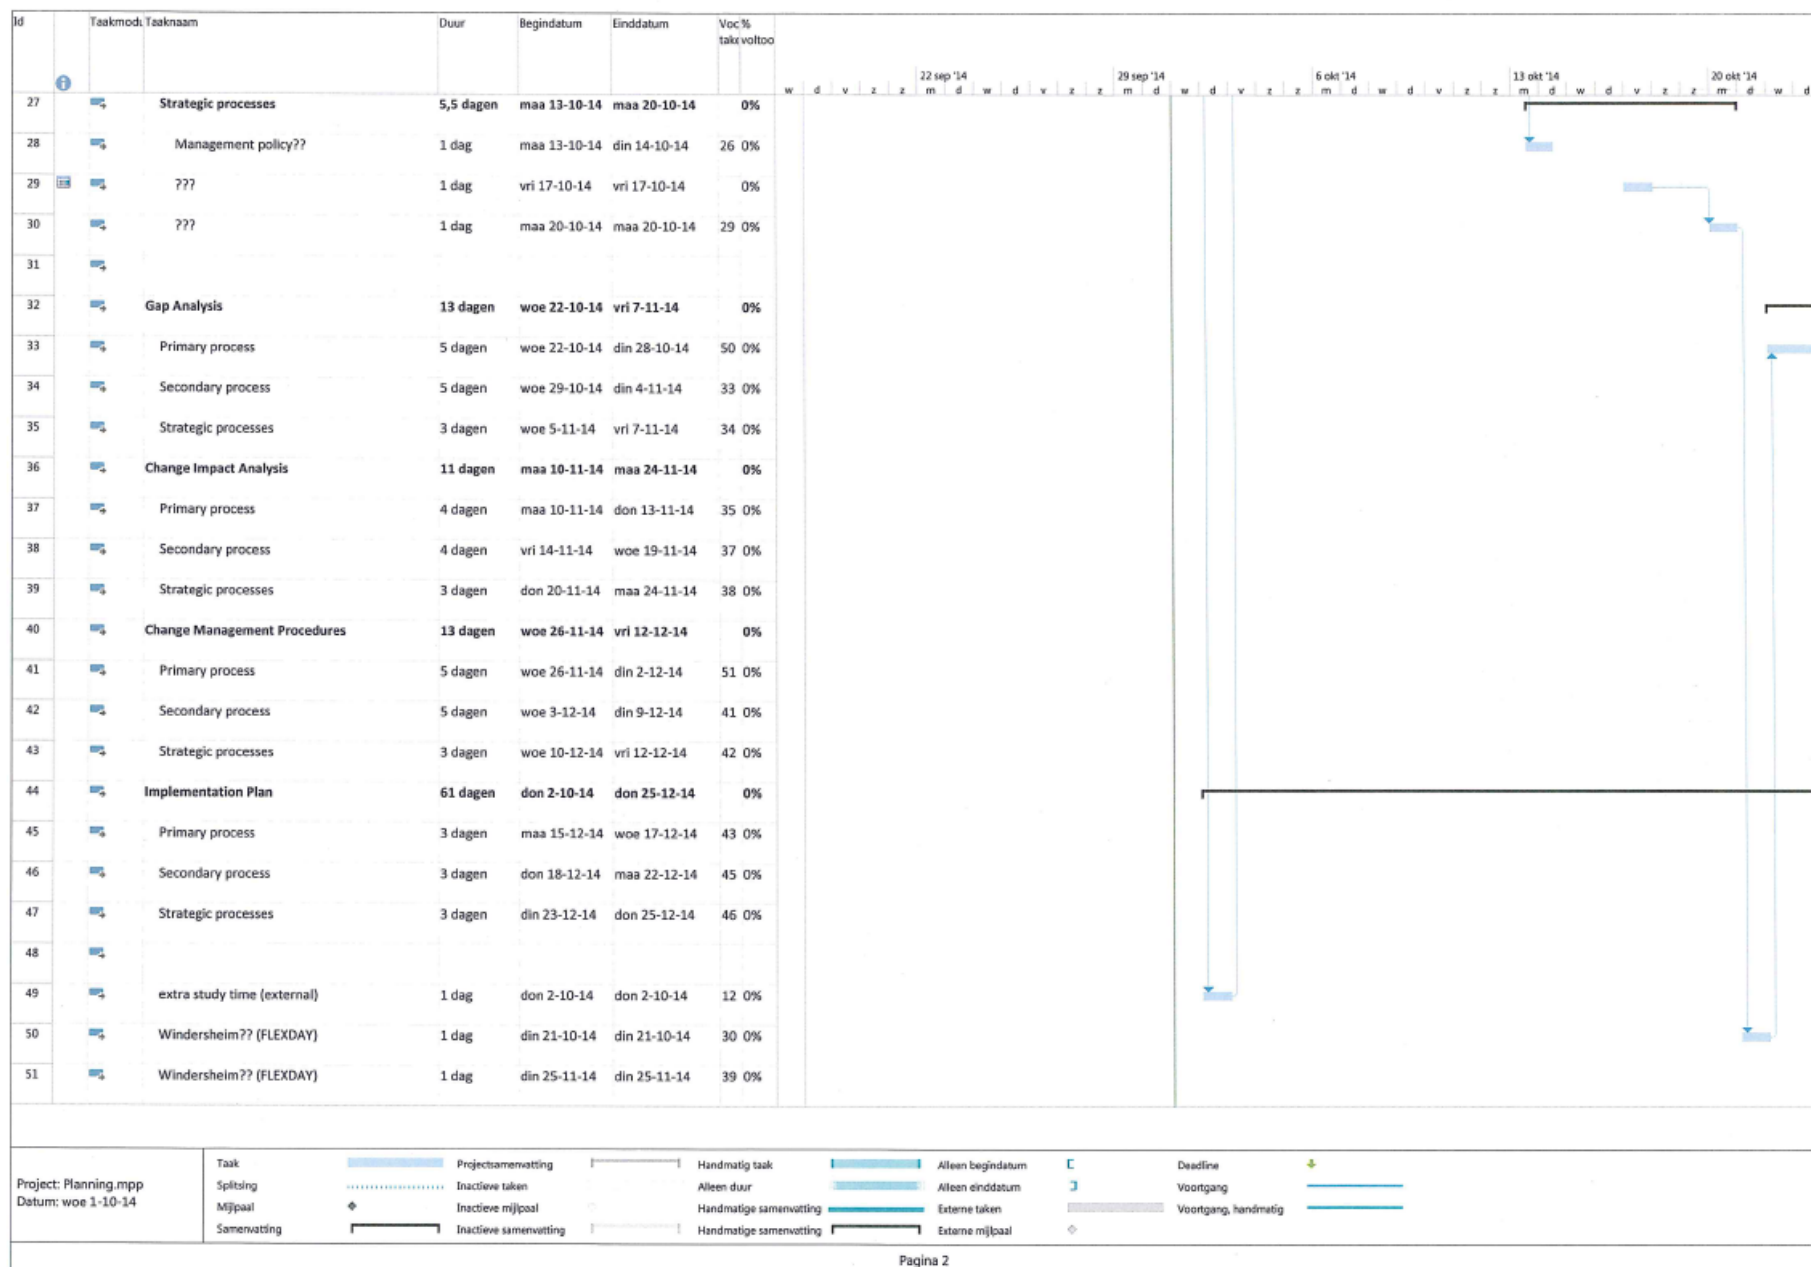 Id Taakmodu Taaknaam Duur Begindatum Einddatum Voc %
take voltoo
22 sep '14 29 sep '14 6 okt '14 13 okt '14 20 okt '14
w d v z z m d w d v z z m d w d v z z m d w d v z z m d w d v z z m d w d
27 Strategic processes 5,5 dagen maa 13-10-14 maa 20-10-14 0%
28 Management policy?? 1 dag maa 13-10-14 din 14-10-14 26 0%
29 ??? 1 dag vri 17-10-14 vri 17-10-14 0%
30 ??? 1 dag maa 20-10-14 maa 20-10-14 29 0%
31
32 Gap Analysis 13 dagen woe 22-10-14 vri 7-11-14 0%
33 Primary process 5 dagen woe 22-10-14 din 28-10-14 50 0%
34 Secondary process 5 dagen woe 29-10-14 din 4-11-14 33 0%
35 Strategic processes 3 dagen woe 5-11-14 vri 7-11-14 34 0%
36 Change Impact Analysis 11 dagen maa 10-11-14 maa 24-11-14 0%
37 Primary process 4 dagen maa 10-11-14 don 13-11-14 35 0%
38 Secondary process 4 dagen vri 14-11-14 woe 19-11-14 37 0%
39 Strategic processes 3 dagen don 20-11-14 maa 24-11-14 38 0%
40 Change Management Procedures 13 dagen woe 26-11-14 vri 12-12-14 0%
41 Primary process 5 dagen woe 26-11-14 din 2-12-14 51 0%
42 Secondary process 5 dagen woe 3-12-14 din 9-12-14 41 0%
43 Strategic processes 3 dagen woe 10-12-14 vri 12-12-14 42 0%
44 Implementation Plan 61 dagen don 2-10-14 don 25-12-14 0%
45 Primary process 3 dagen maa 15-12-14 woe 17-12-14 43 0%
46 Secondary process 3 dagen don 18-12-14 maa 22-12-14 45 0%
47 Strategic processes 3 dagen din 23-12-14 don 25-12-14 46 0%
48
49 extra study time (external) 1 dag don 2-10-14 don 2-10-14 12 0%
50 Windersheim?? (FLEXDAY) 1 dag din 21-10-14 din 21-10-14 30 0%
51 Windersheim?? (FLEXDAY) 1 dag din 25-11-14 din 25-11-14 39 0%
Project: Planning.mpp
Datum: woe 1-10-14
Taak Projectsamenvatting Handmatig taak Alleen begindatum Deadline
Splitsing Inactieve taken Alleen duur Alleen einddatum Voortgang
Mijlpaal Inactieve mijlpaal Handmatige samenvatting Externe taken Voortgang, handmatig
Samenvatting Inactieve samenvatting Handmatige samenvatting Externe mijlpaal
Pagina 2